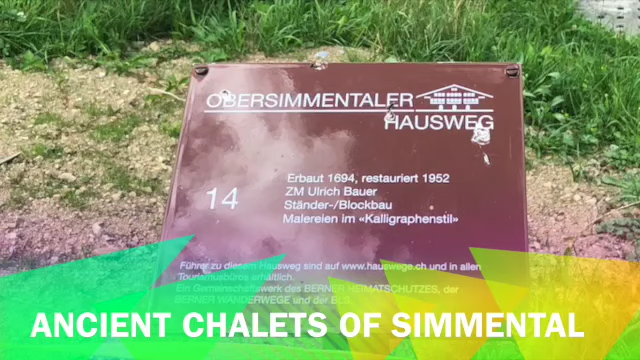 OBERSIMMENTALER
HAUSWEG
14
Erbaut 1694, restauriert 1952
ZM Ulrich Bauer
Ständer-/Blockbau
Malereien im «Kalligraphenstil»
Führer zu diesem Hausweg sind auf www.hauswege.ch und in allen
Tourismusbüros erhältlich.
Ein Gemeinschaftswerk des BERNER HEIMATSCHUTZES, der
BERNER WANDERWEGE und der BLS
ANCIENT CHALETS OF SIMMENTAL